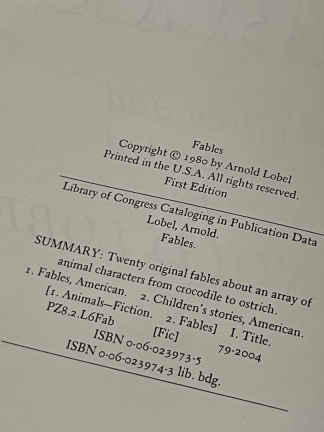 Fables
Copyright © 1980 by Arnold Lobel
Printed in the U.S.A. All rights reserved.
First Edition
Library of Congress Cataloging in Publication Data
Lobel, Arnold.
Fables.
SUMMARY: Twenty original fables about an array of
animal characters from crocodile to ostrich.
1. Fables, American. 2. Children's stories, American.
[1. Animals—Fiction. 2. Fables] I. Title.
PZ8.2.L6Fab [Fic] 79-2004
ISBN 0-06-023973-5
ISBN 0-06-023974-3 lib. bdg.